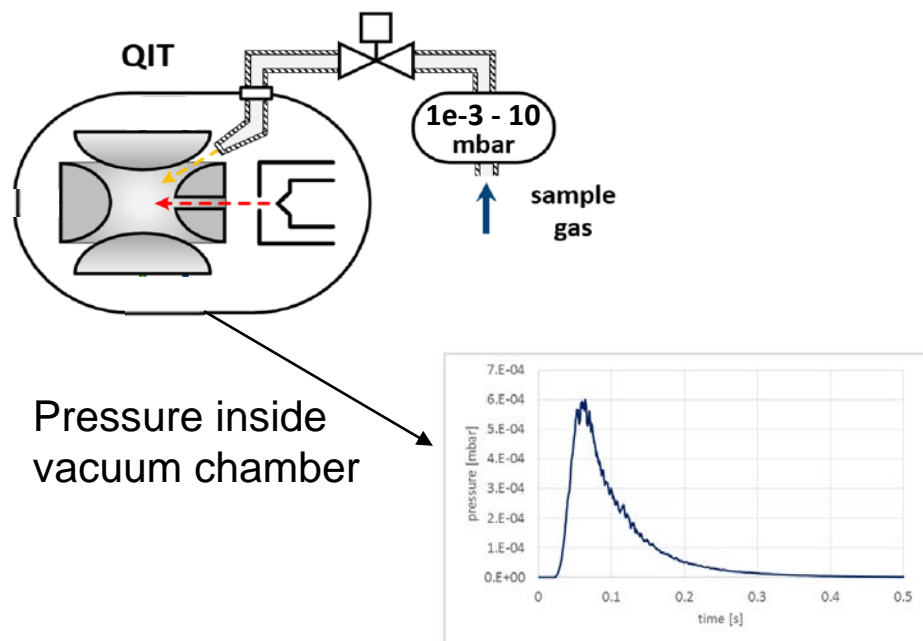 QIT
1e-3 - 10
mbar
sample
gas
Pressure inside
vacuum chamber
pressure [mbar]
7.E-04
6.E-04
5.E-04
4.E-04
3.E-04
2.E-04
1.E-04
0.E+00
0 0.1 0.2 0.3 0.4 0.5
time [s]